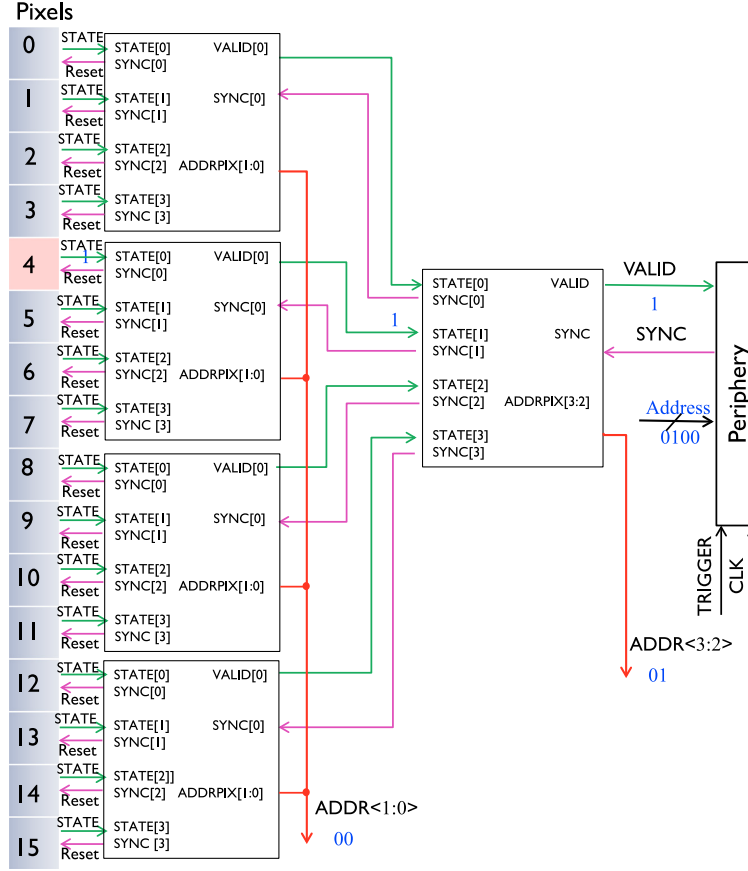 Pixels
0
STATE
Reset
STATE[0]
VALID[0]
SYNC[0]
1
STATE
Reset
STATE[1]
SYNC[0]
SYNC[1]
2
STATE
Reset
STATE[2]
SYNC[2]
ADDRPIX[1:0]
3
STATE
Reset
STATE[3]
SYNC [3]
4
STATE
1
Reset
STATE[0]
VALID[0]
SYNC[0]
5
STATE
Reset
STATE[1]
SYNC[0]
SYNC[1]
6
STATE
Reset
STATE[2]
SYNC[2]
ADDRPIX[1:0]
7
STATE
Reset
STATE[3]
SYNC [3]
8
STATE
Reset
STATE[0]
VALID[0]
SYNC[0]
9
STATE
Reset
STATE[1]
SYNC[0]
SYNC[1]
10
STATE
Reset
STATE[2]
SYNC[2]
ADDRPIX[1:0]
11
STATE
Reset
STATE[3]
SYNC [3]
12
STATE
Reset
STATE[0]
VALID[0]
SYNC[0]
13
STATE
Reset
STATE[1]
SYNC[0]
SYNC[1]
14
STATE
Reset
STATE[2]]
SYNC[2]
ADDRPIX[1:0]
15
STATE
Reset
STATE[3]
SYNC [3]
ADDR<1:0>
00
1
STATE[0]
VALID
SYNC[0]
STATE[1]
SYNC
SYNC[1]
STATE[2]
SYNC[2]
ADDRPIX[3:2]
STATE[3]
SYNC[3]
VALID
1
SYNC
Address
0100
Periphery
TRIGGER
CLK
ADDR<3:2>
01